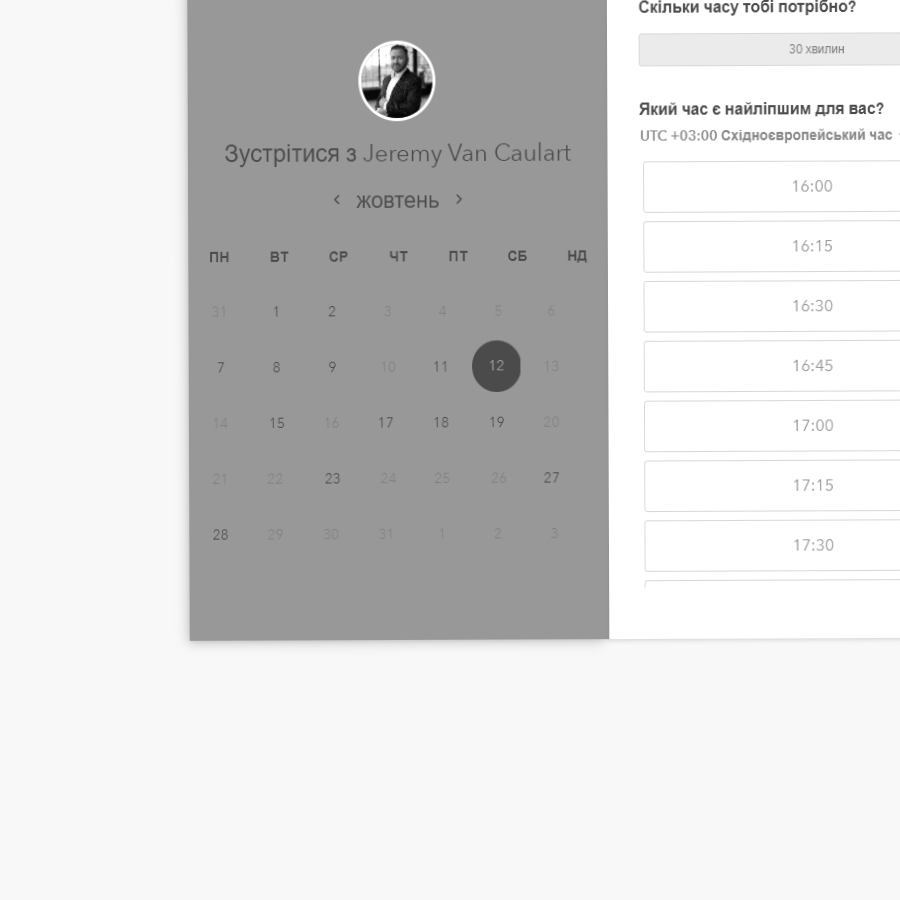 Зустрітися з Jeremy Van Caulart
жовтень
ПН ВТ СР ЧТ ПТ СБ НД
31 1 2 3 4 5 6
7 8 9 10 11 12 13
14 15 16 17 18 19 20
21 22 23 24 25 26 27
28 29 30 31 1 2 3
Скільки часу тобі потрібно?
30 хвилин
Який час є найліпшим для вас?
UTC +03:00 Східноєвропейський час
16:00
16:15
16:30
16:45
17:00
17:15
17:30